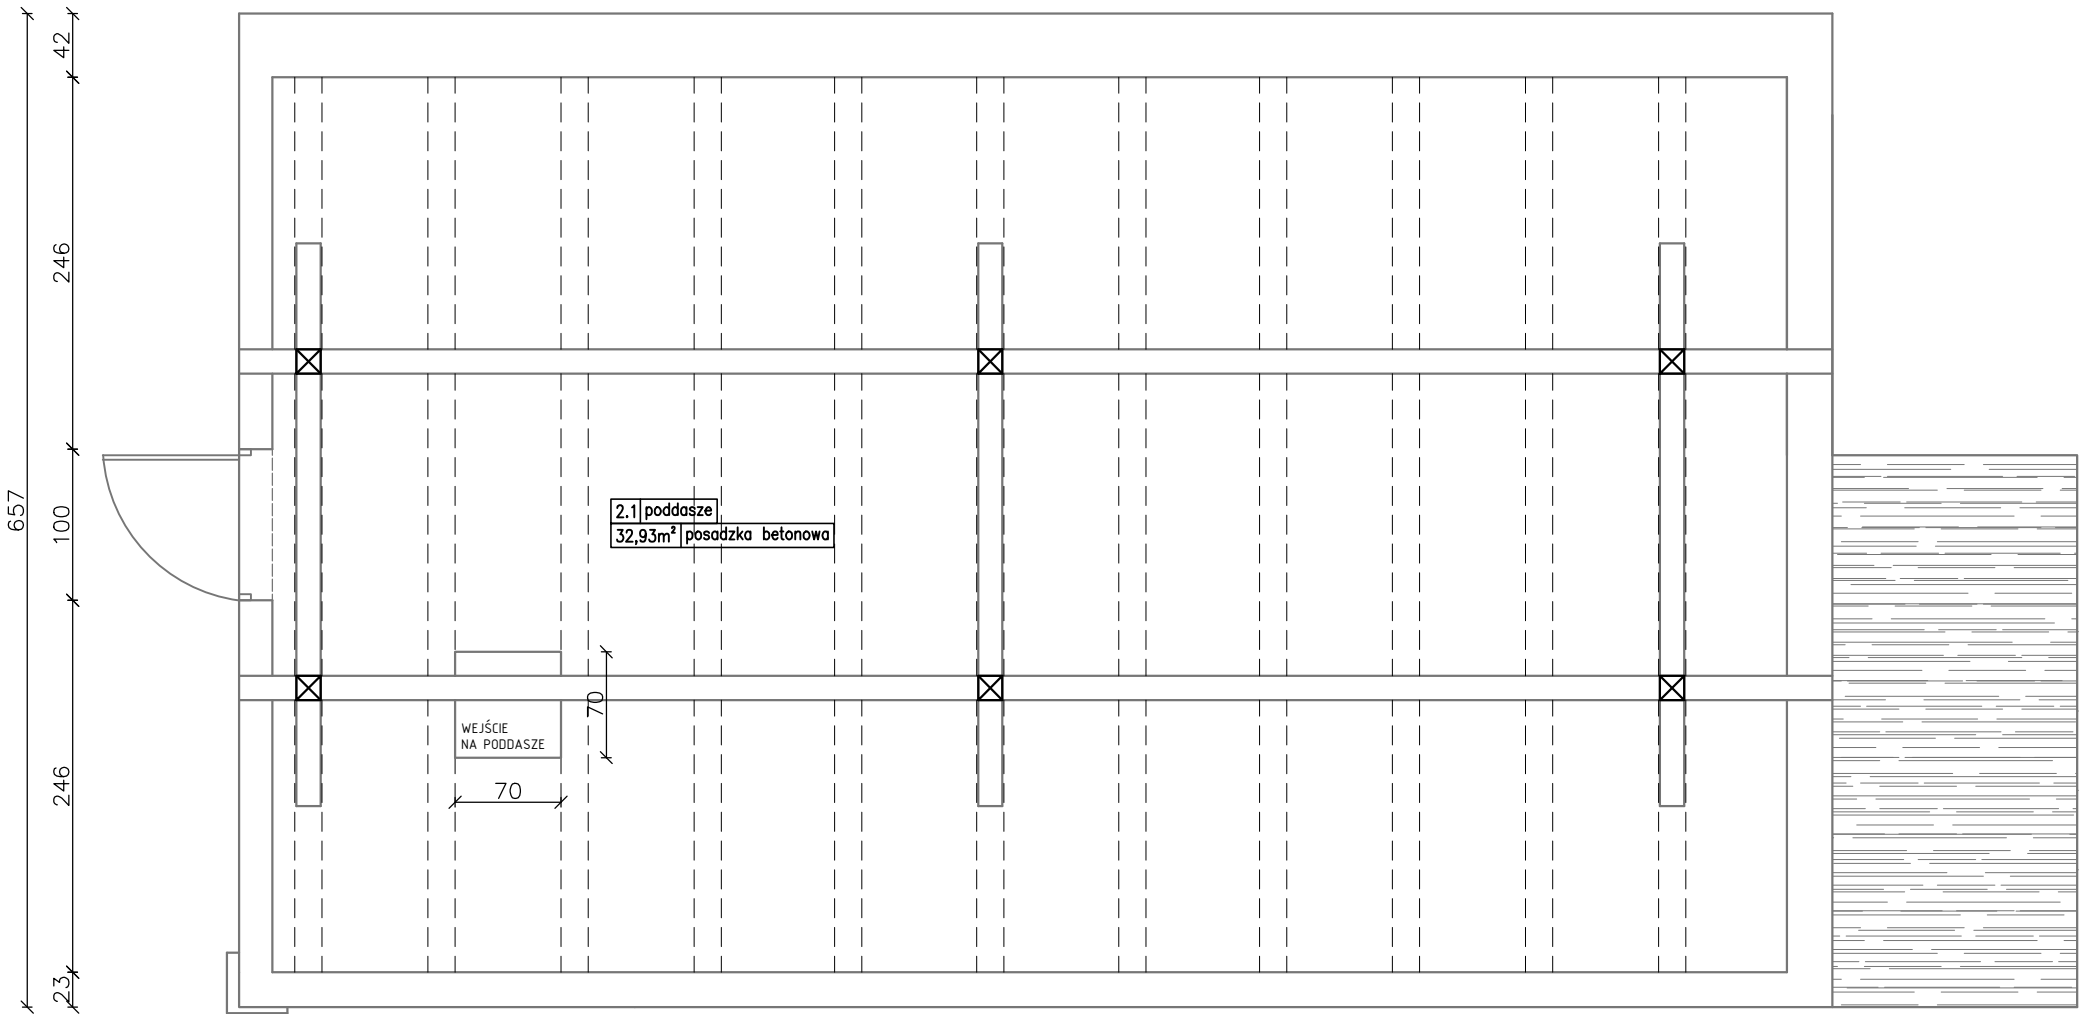 42
246
657
100
2.1 poddasze
32,93m² posadzka betonowa
70
WEJŚCIE
NA PODDASZE
246
70
23